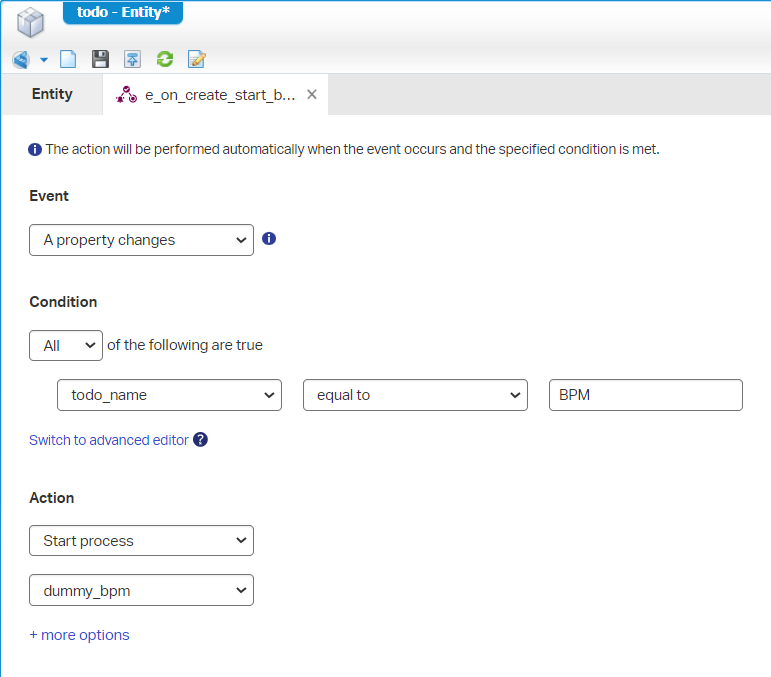 todo - Entity*
Entity e_on_create_start_b...
The action will be performed automatically when the event occurs and the specified condition is met.
Event
A property changes
Condition
All of the following are true
todo_name equal to BPM
Switch to advanced editor
Action
Start process
dummy_bpm
+ more options